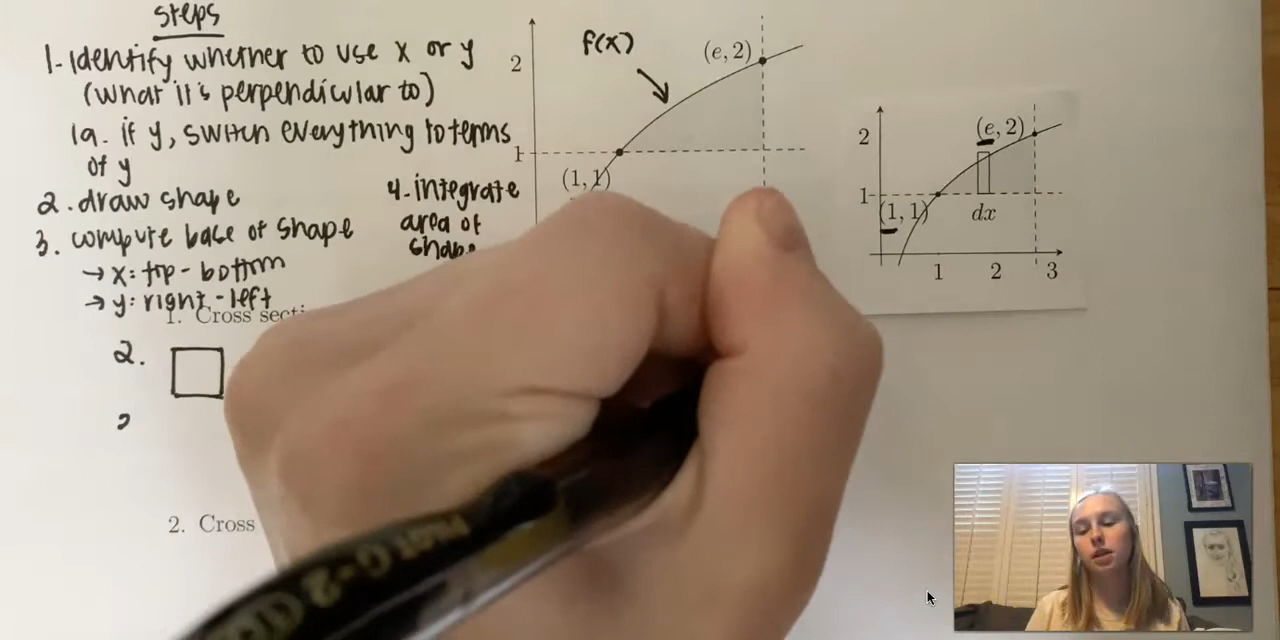 steps
1- Identify whether to use x or y
(what it's perpendicular to)
1a. if y, switch everything to terms
of y
2. draw shape
3. compute base of shape
→ x: top - bottom
→ y: right - left
4. integrate
area of
shape
f(x)
(e, 2)
2
1
(1, 1)
2
1
(e, 2)
(1, 1)
dx
1 2 3
1. Cross secti
2.
2. Cross
G-2